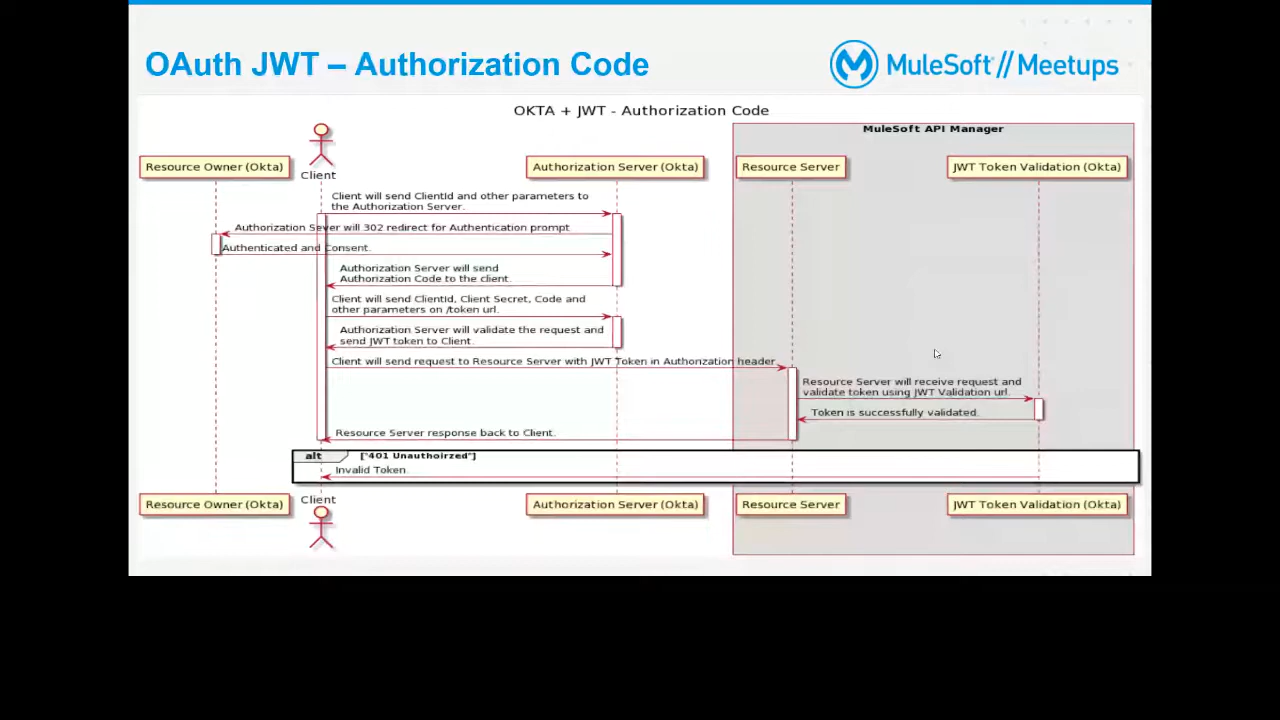 OAuth JWT – Authorization Code
MuleSoft // Meetups
OKTA + JWT - Authorization Code
MuleSoft API Manager
Resource Owner (Okta)
Client
Authorization Server (Okta)
Resource Server
JWT Token Validation (Okta)
Client will send ClientId and other parameters to
the Authorization Server.
Authorization Sever will 302 redirect for Authentication prompt
Authenticated and Consent.
Authorization Server will send
Authorization Code to the client.
Client will send ClientId, Client Secret, Code and
other parameters on /token url.
Authorization Server will validate the request and
send JWT token to Client.
Client will send request to Resource Server with JWT Token in Authorization header
Resource Server will receive request and
validate token using JWT Validation url.
Token is successfully validated.
Resource Server response back to Client.
alt
["401 Unauthoirzed"]
Invalid Token
Resource Owner (Okta)
Client
Authorization Server (Okta)
Resource Server
JWT Token Validation (Okta)